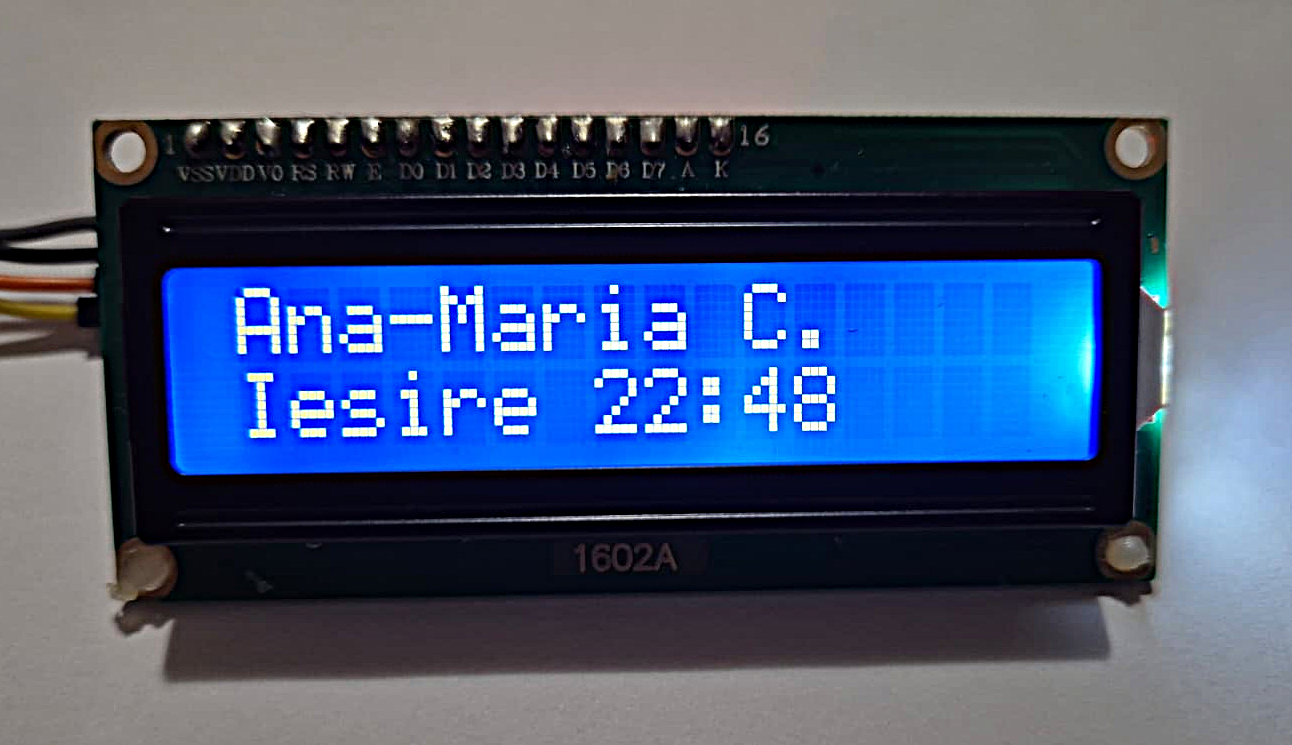 1 16
VSS VDD V0 RS RW E D0 D1 D2 D3 D4 D5 D6 D7 A K
Ana-Maria C.
Iesire 22:48
1602A